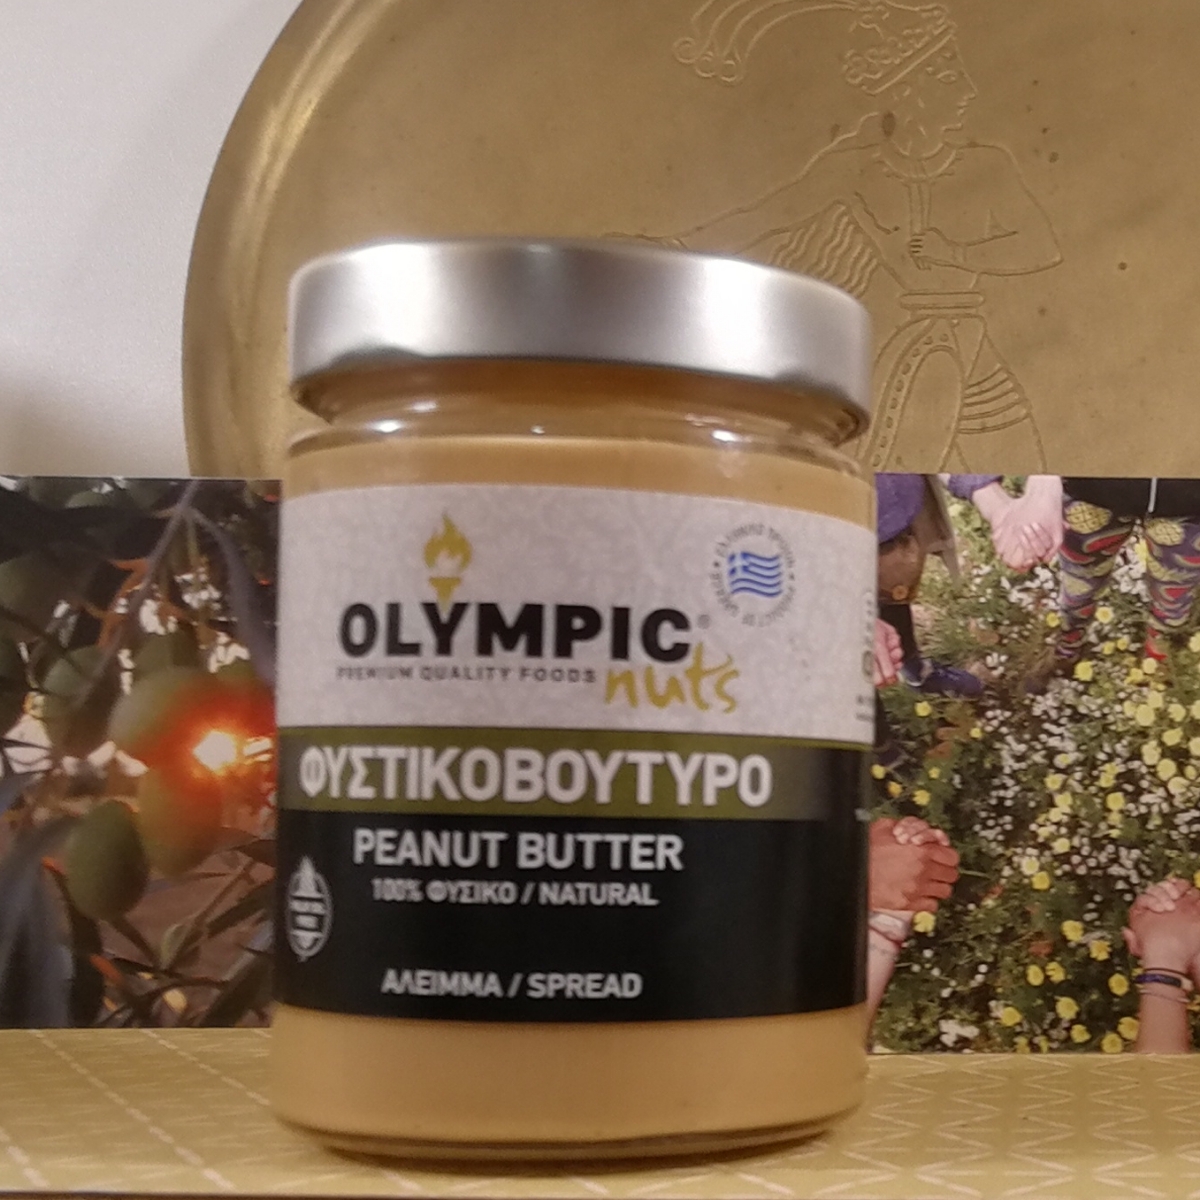 OLYMPIC®
PREMIUM QUALITY FOODS
nuts
ΦΥΣΤΙΚΟΒΟΥΤΥΡΟ
PEANUT BUTTER
100% ΦΥΣΙΚΟ / NATURAL
ΑΛΕΙΜΜΑ / SPREAD